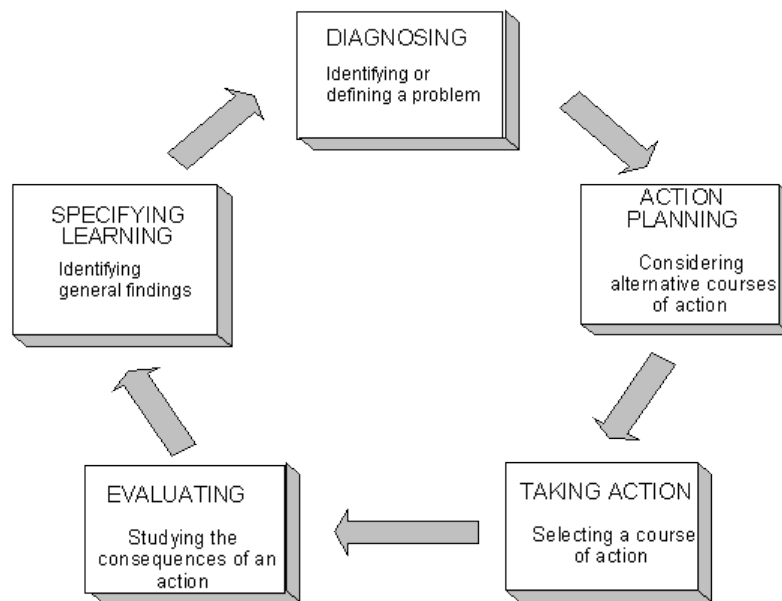 DIAGNOSING
Identifying or
defining a problem
ACTION
PLANNING
Considering
alternative courses
of action
TAKING ACTION
Selecting a course
of action
EVALUATING
Studying the
consequences of an
action
SPECIFYING
LEARNING
Identifying
general findings